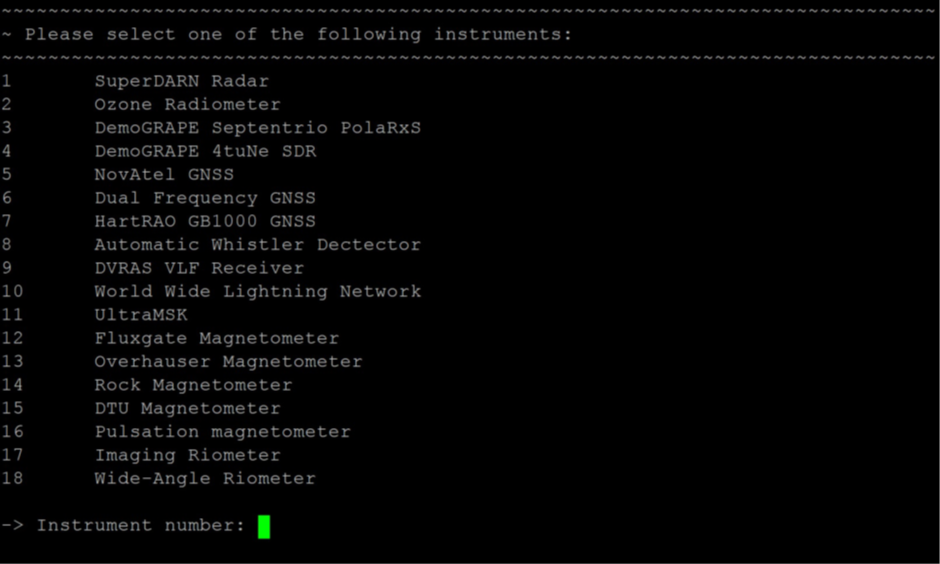 ~~~~~~~~~~~~~~~~~~~~~~~~~~~~~~~~~~~~~~~~~~~~~~~~~~~~~~~~~~~~~~~~~~~~~~~~~~~~~~~~
~ Please select one of the following instruments:
~~~~~~~~~~~~~~~~~~~~~~~~~~~~~~~~~~~~~~~~~~~~~~~~~~~~~~~~~~~~~~~~~~~~~~~~~~~~~~~~
1 SuperDARN Radar
2 Ozone Radiometer
3 DemoGRAPE Septentrio PolaRxS
4 DemoGRAPE 4tuNe SDR
5 NovAtel GNSS
6 Dual Frequency GNSS
7 HartRAO GB1000 GNSS
8 Automatic Whistler Dectector
9 DVRAS VLF Receiver
10 World Wide Lightning Network
11 UltraMSK
12 Fluxgate Magnetometer
13 Overhauser Magnetometer
14 Rock Magnetometer
15 DTU Magnetometer
16 Pulsation magnetometer
17 Imaging Riometer
18 Wide-Angle Riometer
-> Instrument number: